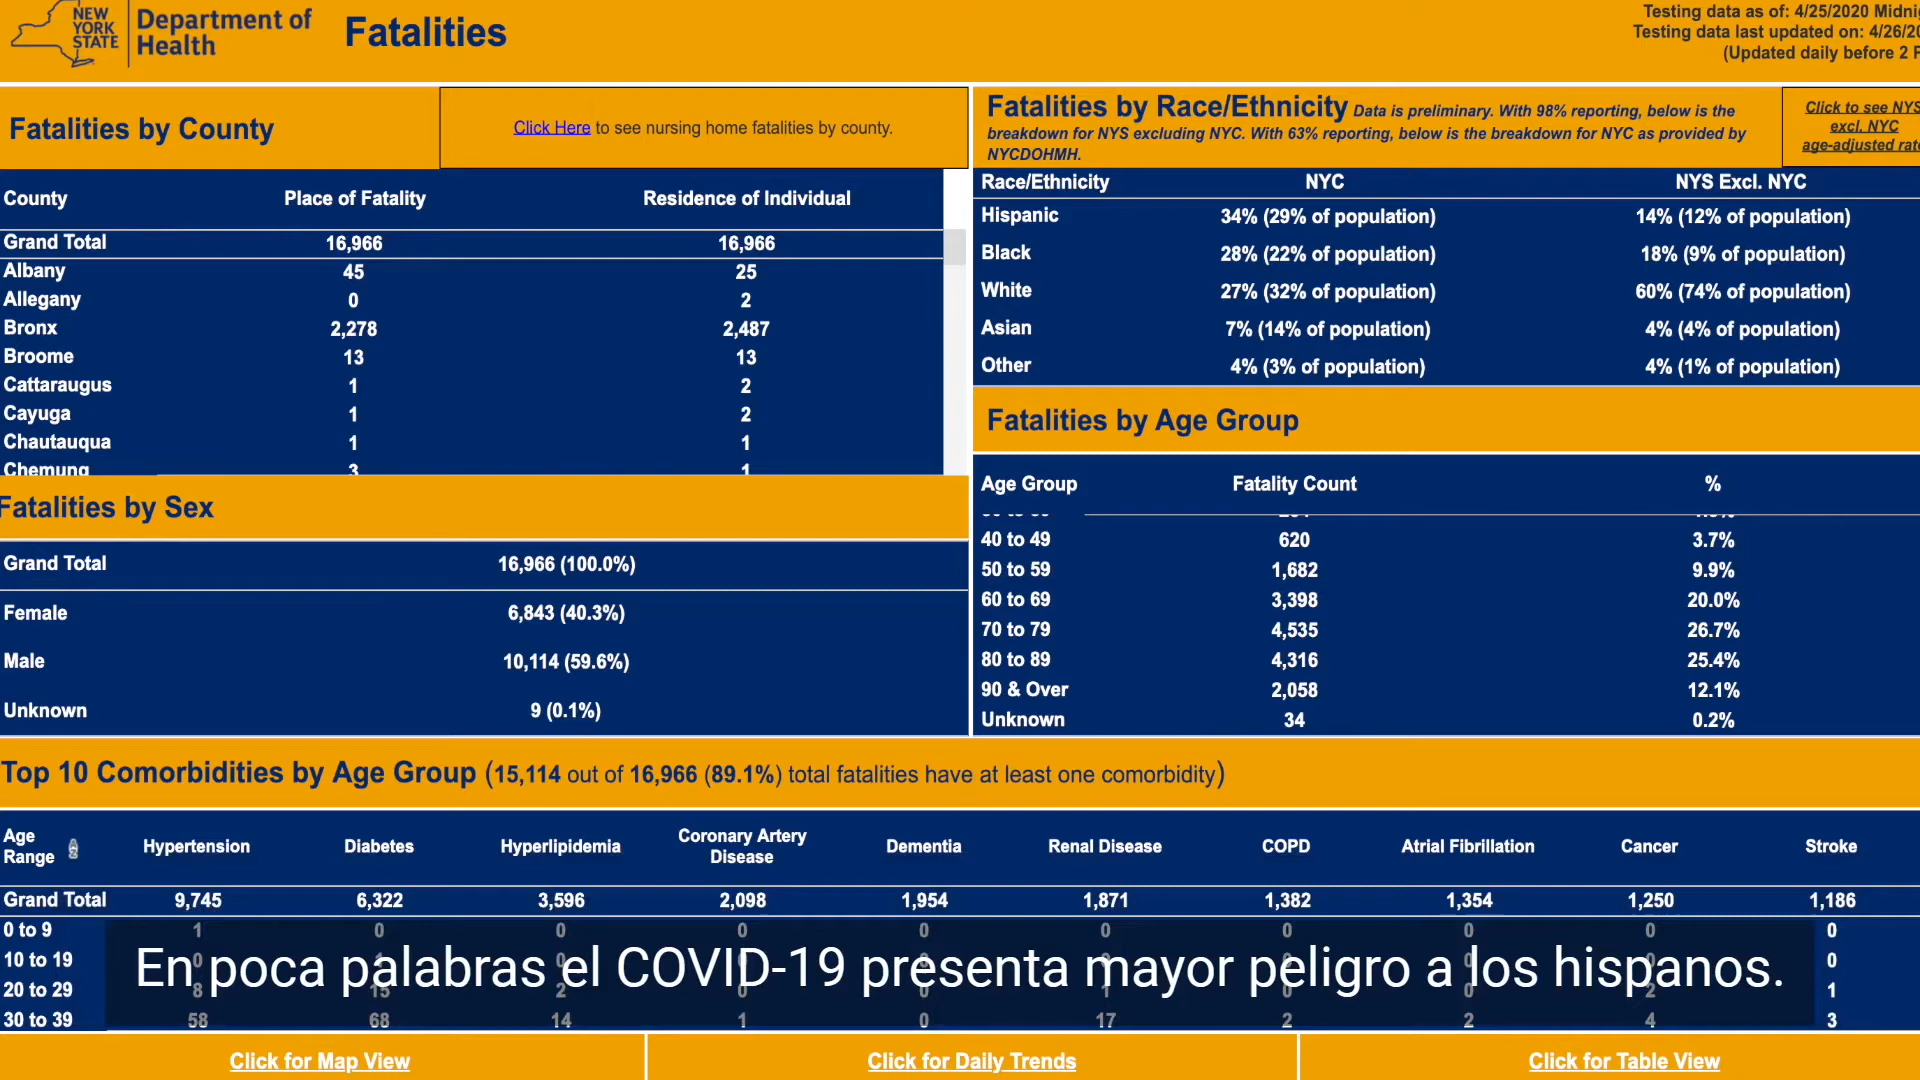 NEW
YORK
STATE
Department of
Health
Fatalities
Testing data as of: 4/25/2020
Testing data last updated on:
(Updated daily before 2
Fatalities by County
Click Here to see nursing home fatalities by county.
County Place of Fatality Residence of Individual
Grand Total 16,966 16,966
Albany 45 25
Allegany 0 2
Bronx 2,278 2,487
Broome 13 13
Cattaraugus 1 2
Cayuga 1 2
Chautauqua 1 1
Chemung 3 1
Fatalities by Race/Ethnicity Data is preliminary. With 98% reporting, below is the
breakdown for NYS excluding NYC. With 63% reporting, below is the breakdown for NYC as provided by
NYCDOHMH.
Click to see NYS
excl. NYC
age-adjusted
Race/Ethnicity NYC NYS Excl. NYC
Hispanic 34% (29% of population) 14% (12% of population)
Black 28% (22% of population) 18% (9% of population)
White 27% (32% of population) 60% (74% of population)
Asian 7% (14% of population) 4% (4% of population)
Other 4% (3% of population) 4% (1% of population)
Fatalities by Sex
Grand Total 16,966 (100.0%)
Female 6,843 (40.3%)
Male 10,114 (59.6%)
Unknown 9 (0.1%)
Fatalities by Age Group
Age Group Fatality Count %
40 to 49 620 3.7%
50 to 59 1,682 9.9%
60 to 69 3,398 20.0%
70 to 79 4,535 26.7%
80 to 89 4,316 25.4%
90 & Over 2,058 12.1%
Unknown 34 0.2%
Top 10 Comorbidities by Age Group (15,114 out of 16,966 (89.1%) total fatalities have at least one comorbidity)
Age
Range
Hypertension Diabetes Hyperlipidemia Coronary Artery
Disease
Dementia Renal Disease COPD Atrial Fibrillation Cancer Stroke
Grand Total 9,745 6,322 3,596 2,098 1,954 1,871 1,382 1,354 1,250 1,186
0 to 9 1 0 0 0 0 0 0 0 0 0
10 to 19 0
20 to 29 8 15 2 0 0 1 0 0 2 1
30 to 39 58 68 14 1 0 17 2 2 4 3
En poca palabras el COVID-19 presenta mayor peligro a los hispanos.
Click for Map View
Click for Daily Trends
Click for Table View